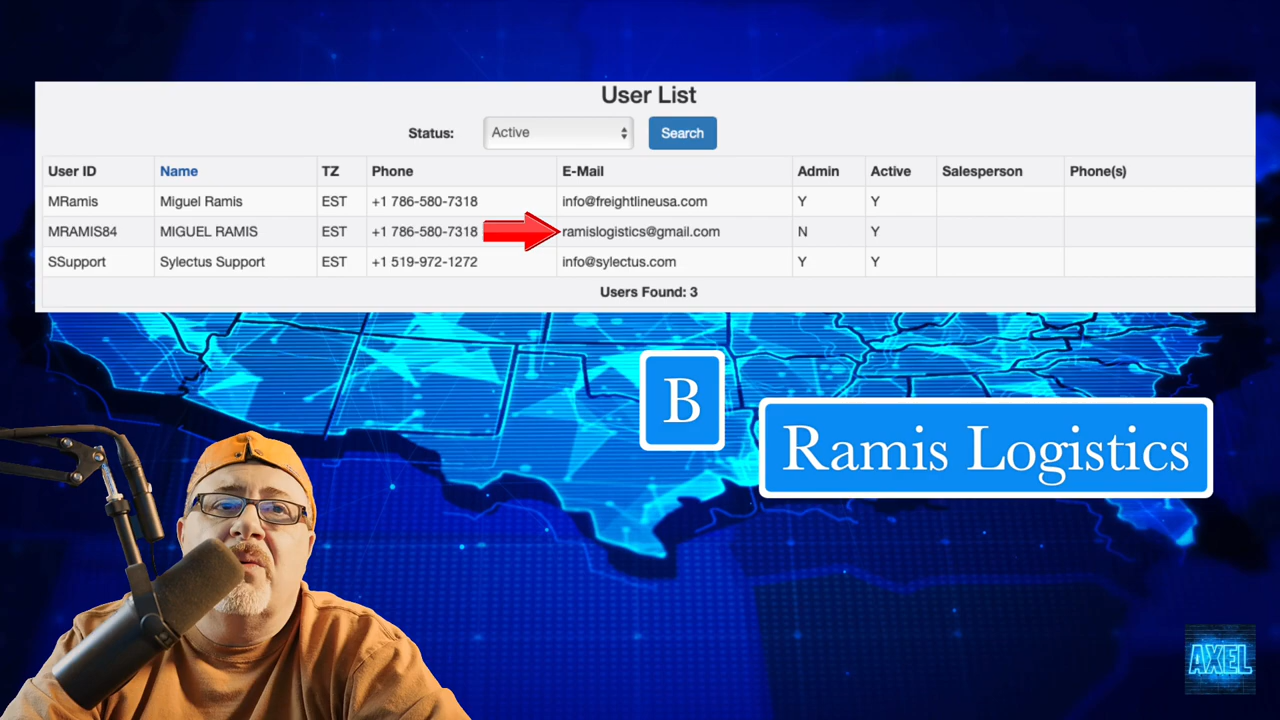 User List
Status: Active Search
User ID Name TZ Phone E-Mail Admin Active Salesperson Phone(s)
MRamis Miguel Ramis EST +1 786-580-7318 info@freightlineusa.com Y Y
MRAMIS84 MIGUEL RAMIS EST +1 786-580-7318 ramislogistics@gmail.com N Y
SSupport Sylectus Support EST +1 519-972-1272 info@sylectus.com Y Y
Users Found: 3
B
Ramis Logistics
AXEL